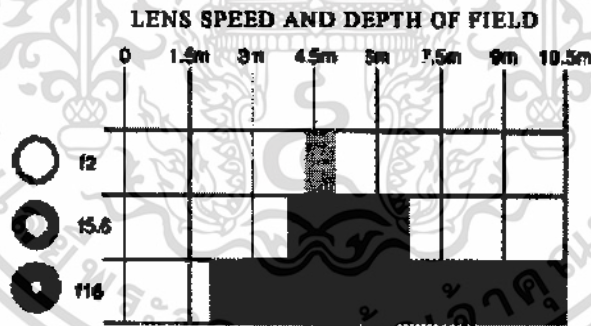 LENS SPEED AND DEPTH OF FIELD
0 1.5m 3m 4.5m 6m 7.5m 9m 10.5m
f2
f5.6
f16